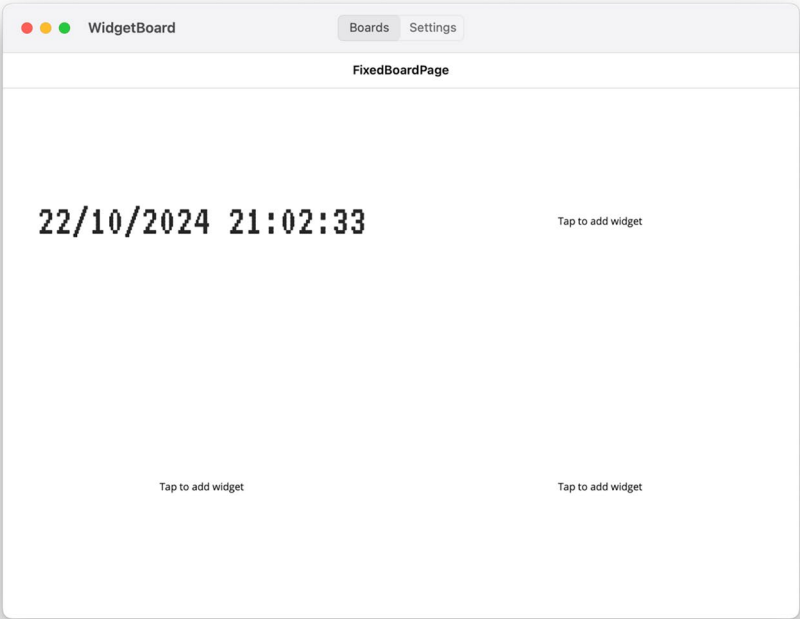 WidgetBoard
Boards
Settings
FixedBoardPage
22/10/2024 21:02:33
Tap to add widget
Tap to add widget
Tap to add widget